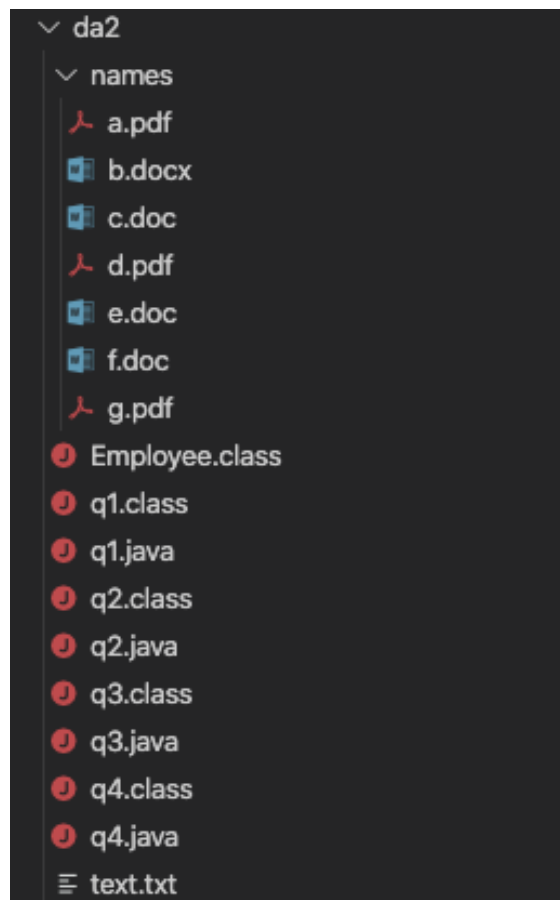 da2
names
a.pdf
b.docx
c.doc
d.pdf
e.doc
f.doc
g.pdf
Employee.class
q1.class
q1.java
q2.class
q2.java
q3.class
q3.java
q4.class
q4.java
text.txt